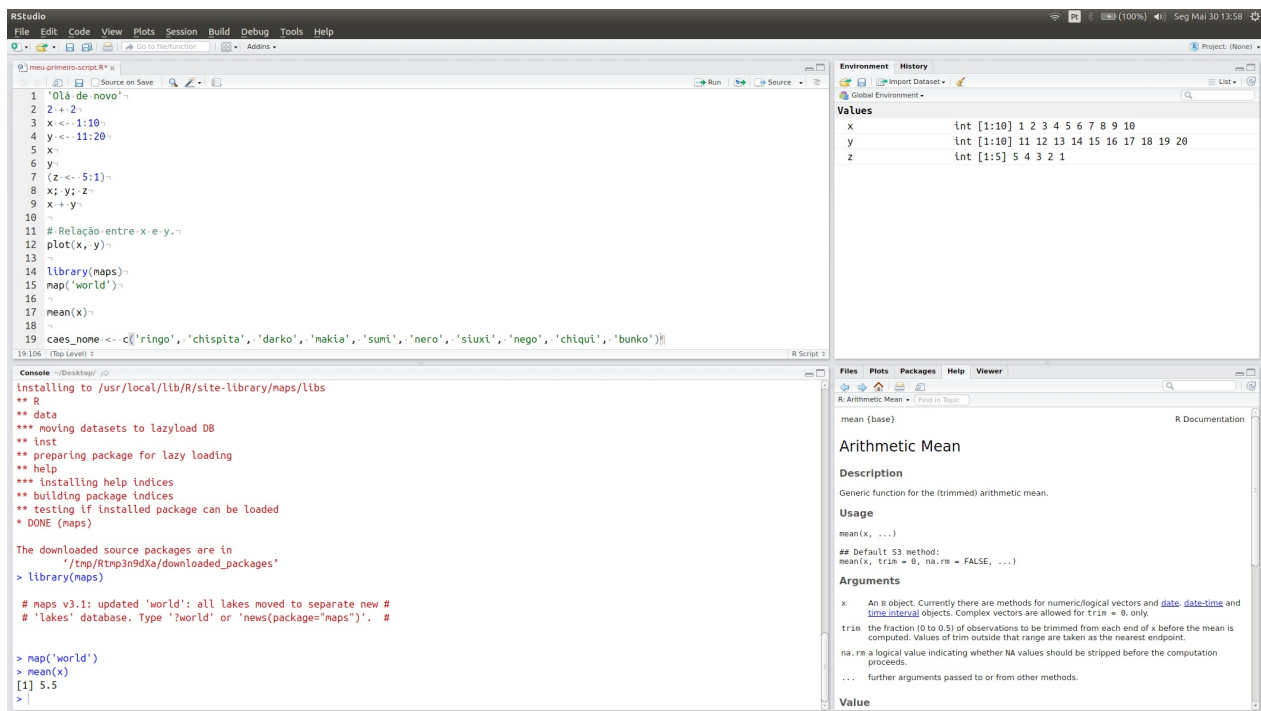 RStudio
Pt (100%) Seg Mai 30 13:58
File Edit Code View Plots Session Build Debug Tools Help
Go to file/function Addins
Project: (None)
meu-primeiro-script.R*
Source on Save Run Source
1 'Olá de novo'
2 2 + 2
3 x <- 1:10
4 y <- 11:20
5 x
6 y
7 (z <- 5:1)
8 x; y; z
9 x + y
10
11 # Relação entre x e y.
12 plot(x, y)
13
14 library(maps)
15 map('world')
16
17 mean(x)
18
19 caes_nome <- c('ringo', 'chispita', 'darko', 'makia', 'sumi', 'nero', 'siuxi', 'nego', 'chiqui', 'bunko')
19:106 (Top Level) R Script
Console ~/Desktop/
installing to /usr/local/lib/R/site-library/maps/libs
** R
** data
*** moving datasets to lazyload DB
** inst
** preparing package for lazy loading
** help
*** installing help indices
** building package indices
** testing if installed package can be loaded
* DONE (maps)
The downloaded source packages are in
‘/tmp/Rtmp3n9dXa/downloaded_packages’
> library(maps)
# maps v3.1: updated 'world': all lakes moved to separate new #
# 'lakes' database. Type '?world' or 'news(package="maps")'. #
> map('world')
> mean(x)
[1] 5.5
>
Environment History
Import Dataset List
Global Environment
Values
x int [1:10] 1 2 3 4 5 6 7 8 9 10
y int [1:10] 11 12 13 14 15 16 17 18 19 20
z int [1:5] 5 4 3 2 1
Files Plots Packages Help Viewer
R: Arithmetic Mean Find in Topic
mean {base} R Documentation
Arithmetic Mean
Description
Generic function for the (trimmed) arithmetic mean.
Usage
mean(x, ...)
## Default S3 method:
mean(x, trim = 0, na.rm = FALSE, ...)
Arguments
x An R object. Currently there are methods for numeric/logical vectors and date, date-time and
time interval objects. Complex vectors are allowed for trim = 0, only.
trim the fraction (0 to 0.5) of observations to be trimmed from each end of x before the mean is
computed. Values of trim outside that range are taken as the nearest endpoint.
na.rm a logical value indicating whether NA values should be stripped before the computation
proceeds.
... further arguments passed to or from other methods.
Value